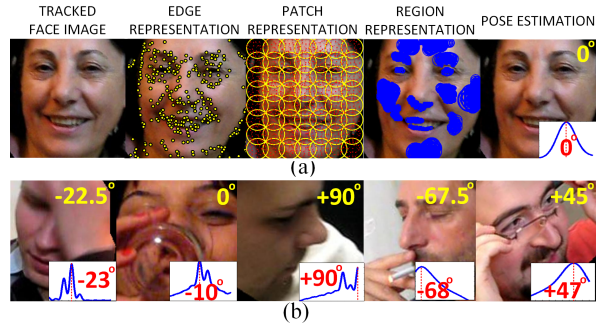 TRACKED FACE IMAGE
EDGE REPRESENTATION
PATCH REPRESENTATION
REGION REPRESENTATION
POSE ESTIMATION
0°
0°
(a)
-22.5°
0°
+90°
-67.5°
+45°
-23°
-10°
+90°
-68°
+47°
(b)